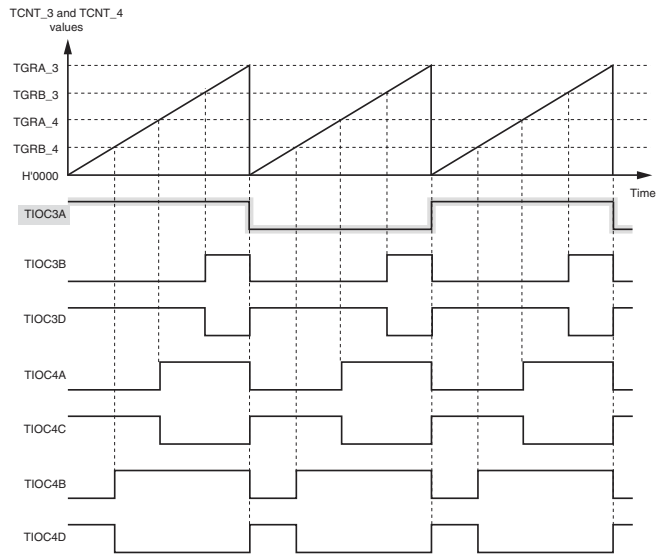 TCNT_3 and TCNT_4
values
TGRA_3
TGRB_3
TGRA_4
TGRB_4
H'0000
Time
TIOC3A
TIOC3B
TIOC3D
TIOC4A
TIOC4C
TIOC4B
TIOC4D